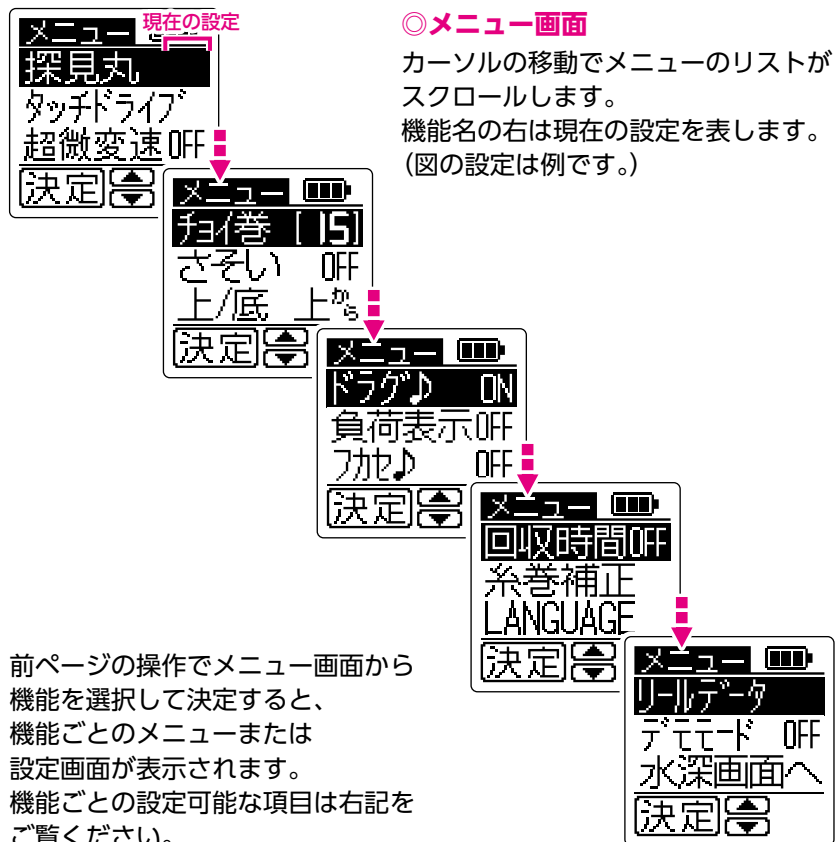 現在の設定
メニュー
探見丸
タッチドライブ
超微変速OFF
決定
◎メニュー画面
カーソルの移動でメニューのリストが
スクロールします。
機能名の右は現在の設定を表します。
（図の設定は例です。）
メニュー
チョイ巻 [ 15]
さそい OFF
上/底 上から
決定
メニュー
ドラグ♪ ON
負荷表示OFF
フカセ♪ OFF
決定
メニュー
回収時間OFF
糸巻補正
LANGUAGE
決定
メニュー
リールデータ
デモモード OFF
水深画面へ
決定
前ページの操作でメニュー画面から
機能を選択して決定すると、
機能ごとのメニューまたは
設定画面が表示されます。
機能ごとの設定可能な項目は右記を
ご覧ください。